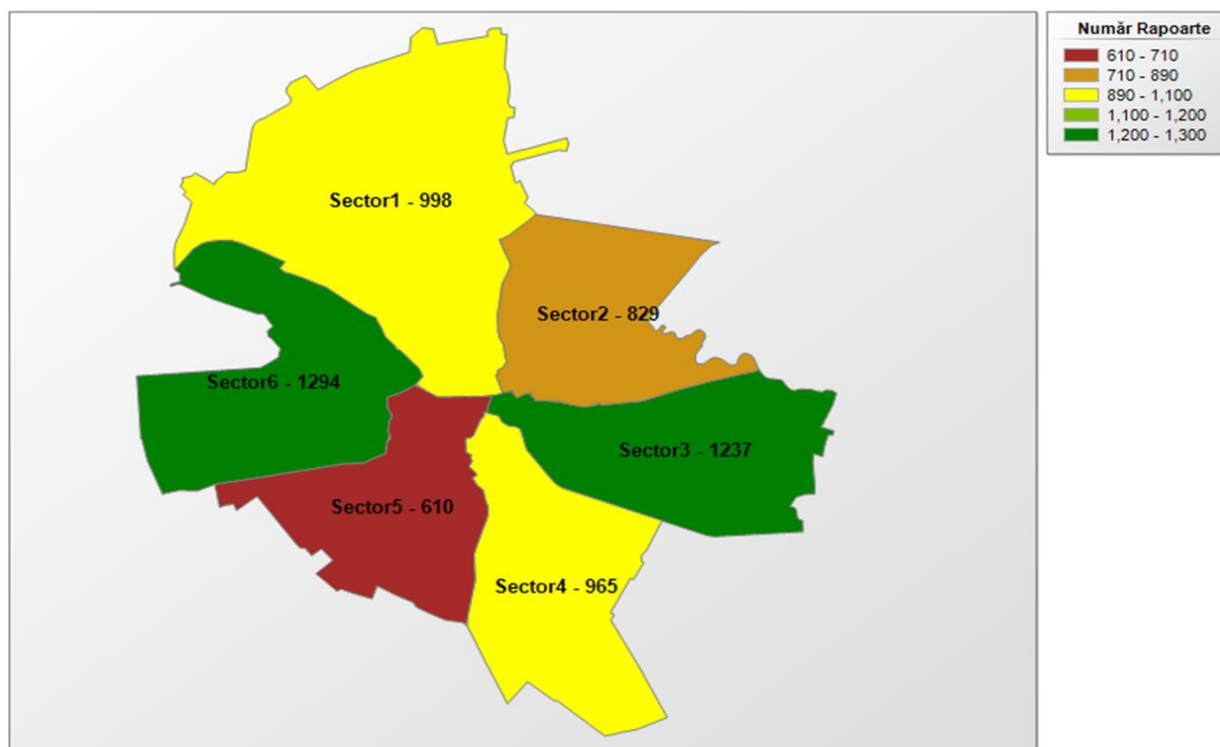 Număr Rapoarte
610 - 710
710 - 890
890 - 1,100
1,100 - 1,200
1,200 - 1,300
Sector1 - 998
Sector2 - 829
Sector6 - 1294
Sector3 - 1237
Sector5 - 610
Sector4 - 965